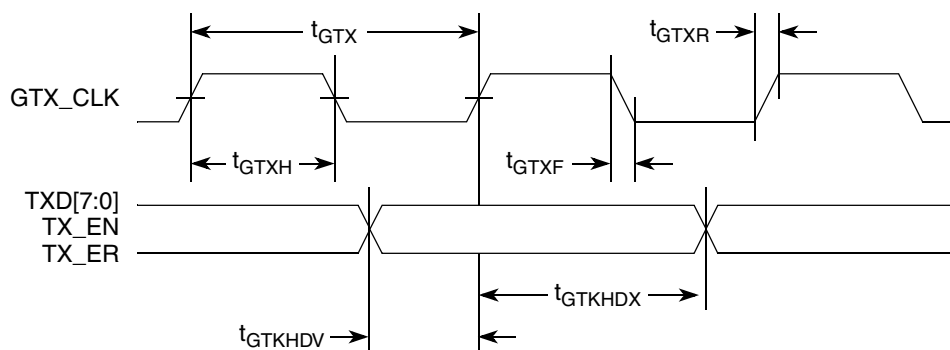 tGTX
tGTXR
GTX_CLK
tGTXH
tGTXF
TXD[7:0]
TX_EN
TX_ER
tGTKHDX
tGTKHDV